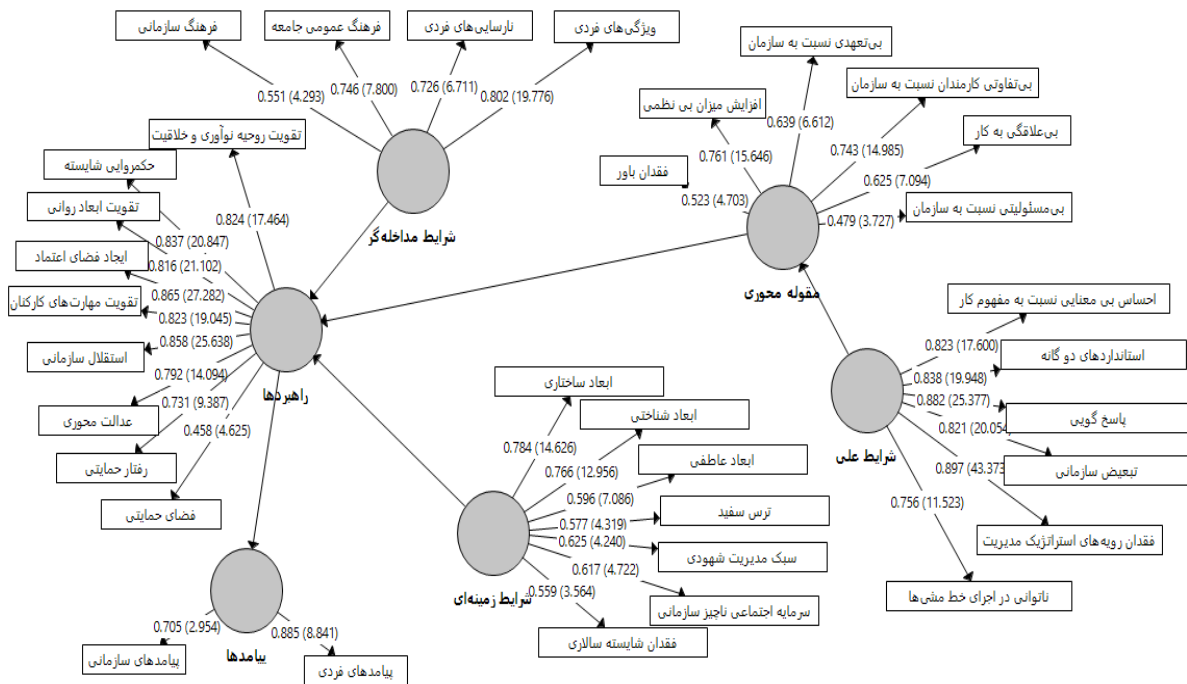 فرهنگ سازمانی
فرهنگ عمومی جامعه
نارسایی‌های فردی
ویژگی‌های فردی
0.551 (4.293)
0.746 (7.800)
0.726 (6.711)
0.802 (19.776)
شرایط مداخله‌گر
بی‌تعهدی نسبت به سازمان
بی‌تفاوتی کارمندان نسبت به سازمان
افزایش میزان بی نظمی
بی‌علاقگی به کار
فقدان باور
بی‌مسئولیتی نسبت به سازمان
0.639 (6.612)
0.743 (14.985)
0.761 (15.646)
0.625 (7.094)
0.523 (4.703)
0.479 (3.727)
مقوله محوری
تقویت روحیه نوآوری و خلاقیت
حکمروایی شایسته
تقویت ابعاد روانی
ایجاد فضای اعتماد
تقویت مهارت‌های کارکنان
استقلال سازمانی
عدالت محوری
رفتار حمایتی
فضای حمایتی
0.824 (17.464)
0.837 (20.847)
0.816 (21.102)
0.865 (27.282)
0.823 (19.045)
0.858 (25.638)
0.792 (14.094)
0.731 (9.387)
0.458 (4.625)
راهبردها
احساس بی معنایی نسبت به مفهوم کار
استانداردهای دو گانه
پاسخ گویی
تبعیض سازمانی
فقدان رویه‌های استراتژیک مدیریت
ناتوانی در اجرای خط مشی‌ها
0.823 (17.600)
0.838 (19.948)
0.882 (25.377)
0.821 (20.054)
0.897 (43.373)
0.756 (11.523)
شرایط علی
ابعاد ساختاری
ابعاد شناختی
ابعاد عاطفی
ترس سفید
سبک مدیریت شهودی
سرمایه اجتماعی ناچیز سازمانی
فقدان شایسته سالاری
0.784 (14.626)
0.766 (12.956)
0.596 (7.086)
0.577 (4.319)
0.625 (4.240)
0.617 (4.722)
0.559 (3.564)
شرایط زمینه‌ای
پیامدها
0.705 (2.954)
0.885 (8.841)
پیامدهای سازمانی
پیامدهای فردی